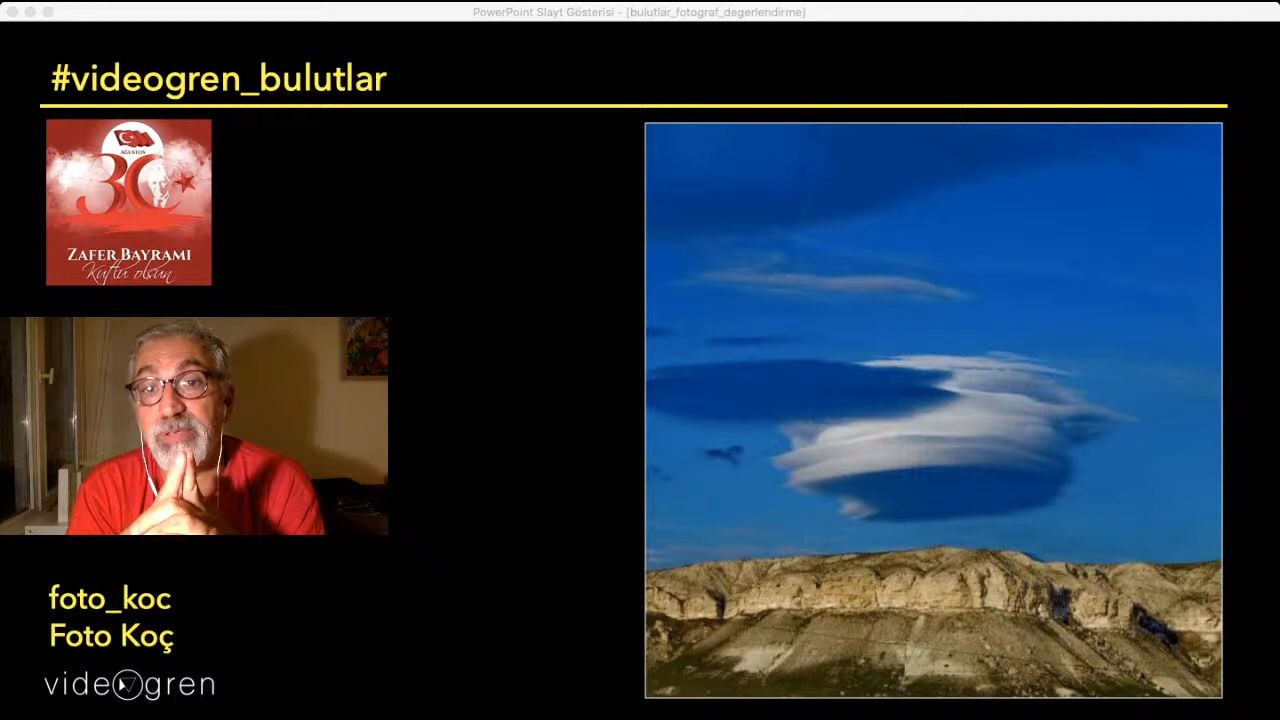 PowerPoint Slayt Gösterisi - [bulutlar_fotograf_degerlendirme]
#videogren_bulutlar
AĞUSTOS
30
ZAFER BAYRAMI
Kutlu olsun
foto_koc
Foto Koç
videogren